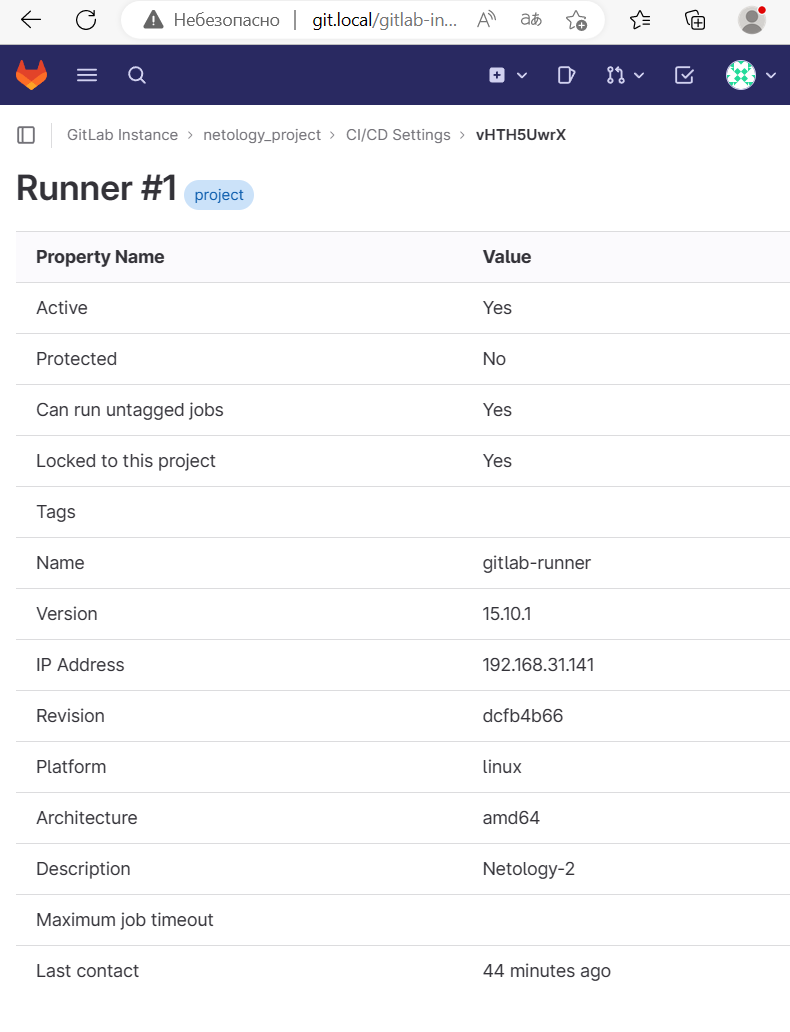 Небезопасно | git.local/gitlab-in...
GitLab Instance › netology_project › CI/CD Settings › vHTH5UwrX
Runner #1 project
Property Name Value
Active Yes
Protected No
Can run untagged jobs Yes
Locked to this project Yes
Tags
Name gitlab-runner
Version 15.10.1
IP Address 192.168.31.141
Revision dcfb4b66
Platform linux
Architecture amd64
Description Netology-2
Maximum job timeout
Last contact 44 minutes ago